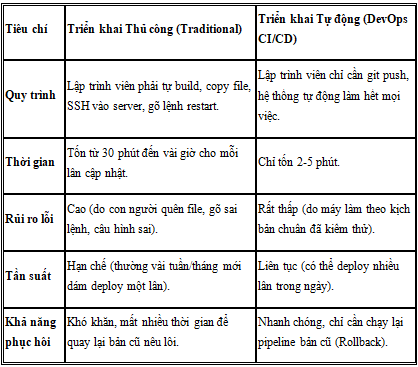 Tiêu chí
Triển khai Thủ công (Traditional)
Triển khai Tự động (DevOps
CI/CD)
Quy trình
Lập trình viên phải tự build, copy file,
SSH vào server, gõ lệnh restart.
Lập trình viên chỉ cần git push,
hệ thống tự động làm hết mọi
việc.
Thời gian
Tốn từ 30 phút đến vài giờ cho mỗi
lần cập nhật.
Chỉ tốn 2-5 phút.
Rủi ro lỗi
Cao (do con người quên file, gõ sai
lệnh, cấu hình sai).
Rất thấp (do máy làm theo kịch
bản chuẩn đã kiểm thử).
Tần suất
Hạn chế (thường vài tuần/tháng mới
dám deploy một lần).
Liên tục (có thể deploy nhiều
lần trong ngày).
Khả năng
phục hồi
Khó khăn, mất nhiều thời gian để
quay lại bản cũ nếu lỗi.
Nhanh chóng, chỉ cần chạy lại
pipeline bản cũ (Rollback).